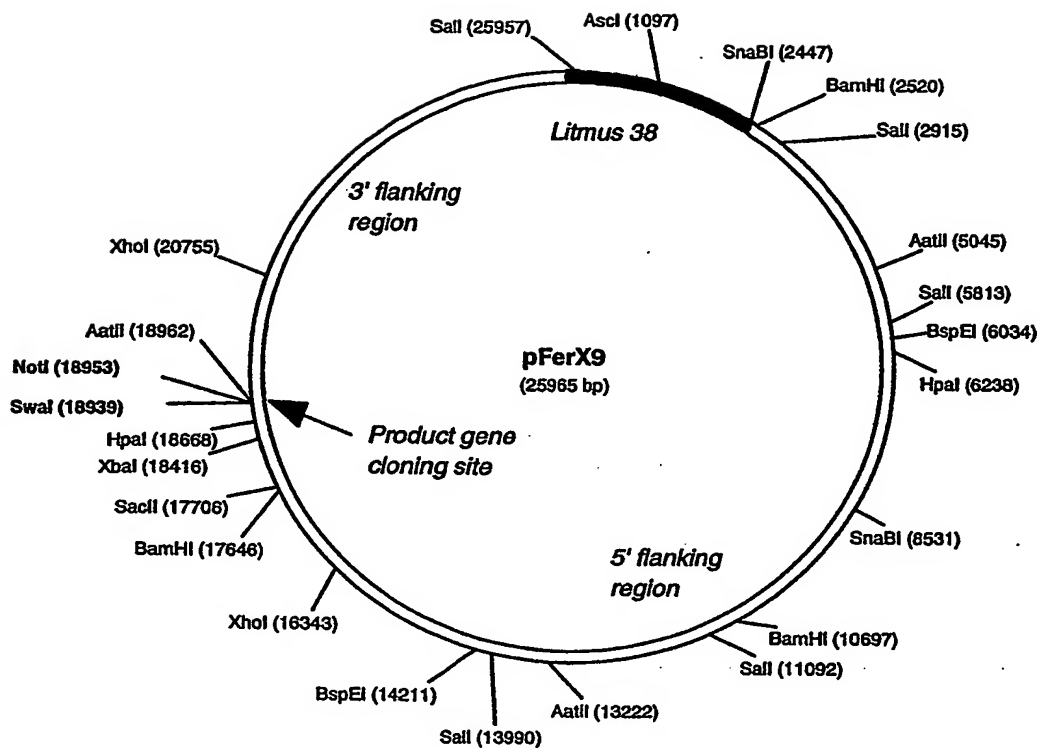 SalI (25957)
AscI (1097)
SnaBI (2447)
BamHI (2520)
SalI (2915)
Litmus 38
3' flanking
region
XhoI (20755)
AatII (5045)
SalI (5813)
BspEI (6034)
HpaI (6238)
AatII (18962)
NotI (18953)
SwaI (18939)
HpaI (18668)
XbaI (18416)
SacII (17706)
BamHI (17646)
pFerX9
(25965 bp)
Product gene
cloning site
SnaBI (8531)
5' flanking
region
XhoI (16343)
BamHI (10697)
SalI (11092)
BspEI (14211)
AatII (13222)
SalI (13990)